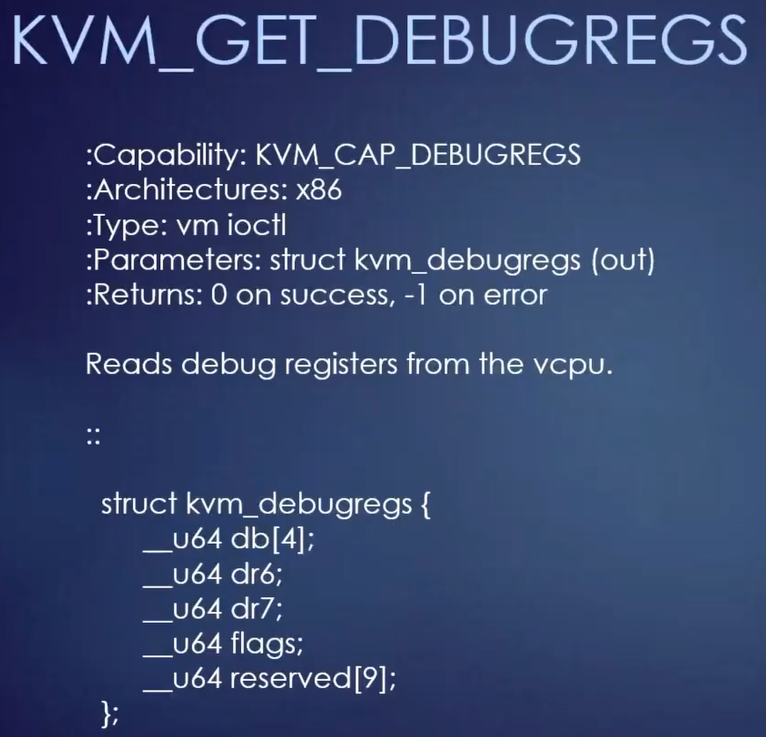 KVM_GET_DEBUGREGS
:Capability: KVM_CAP_DEBUGREGS
:Architectures: x86
:Type: vm ioctl
:Parameters: struct kvm_debugregs (out)
:Returns: 0 on success, -1 on error
Reads debug registers from the vcpu.
::
struct kvm_debugregs {
__u64 db[4];
__u64 dr6;
__u64 dr7;
__u64 flags;
__u64 reserved[9];
};